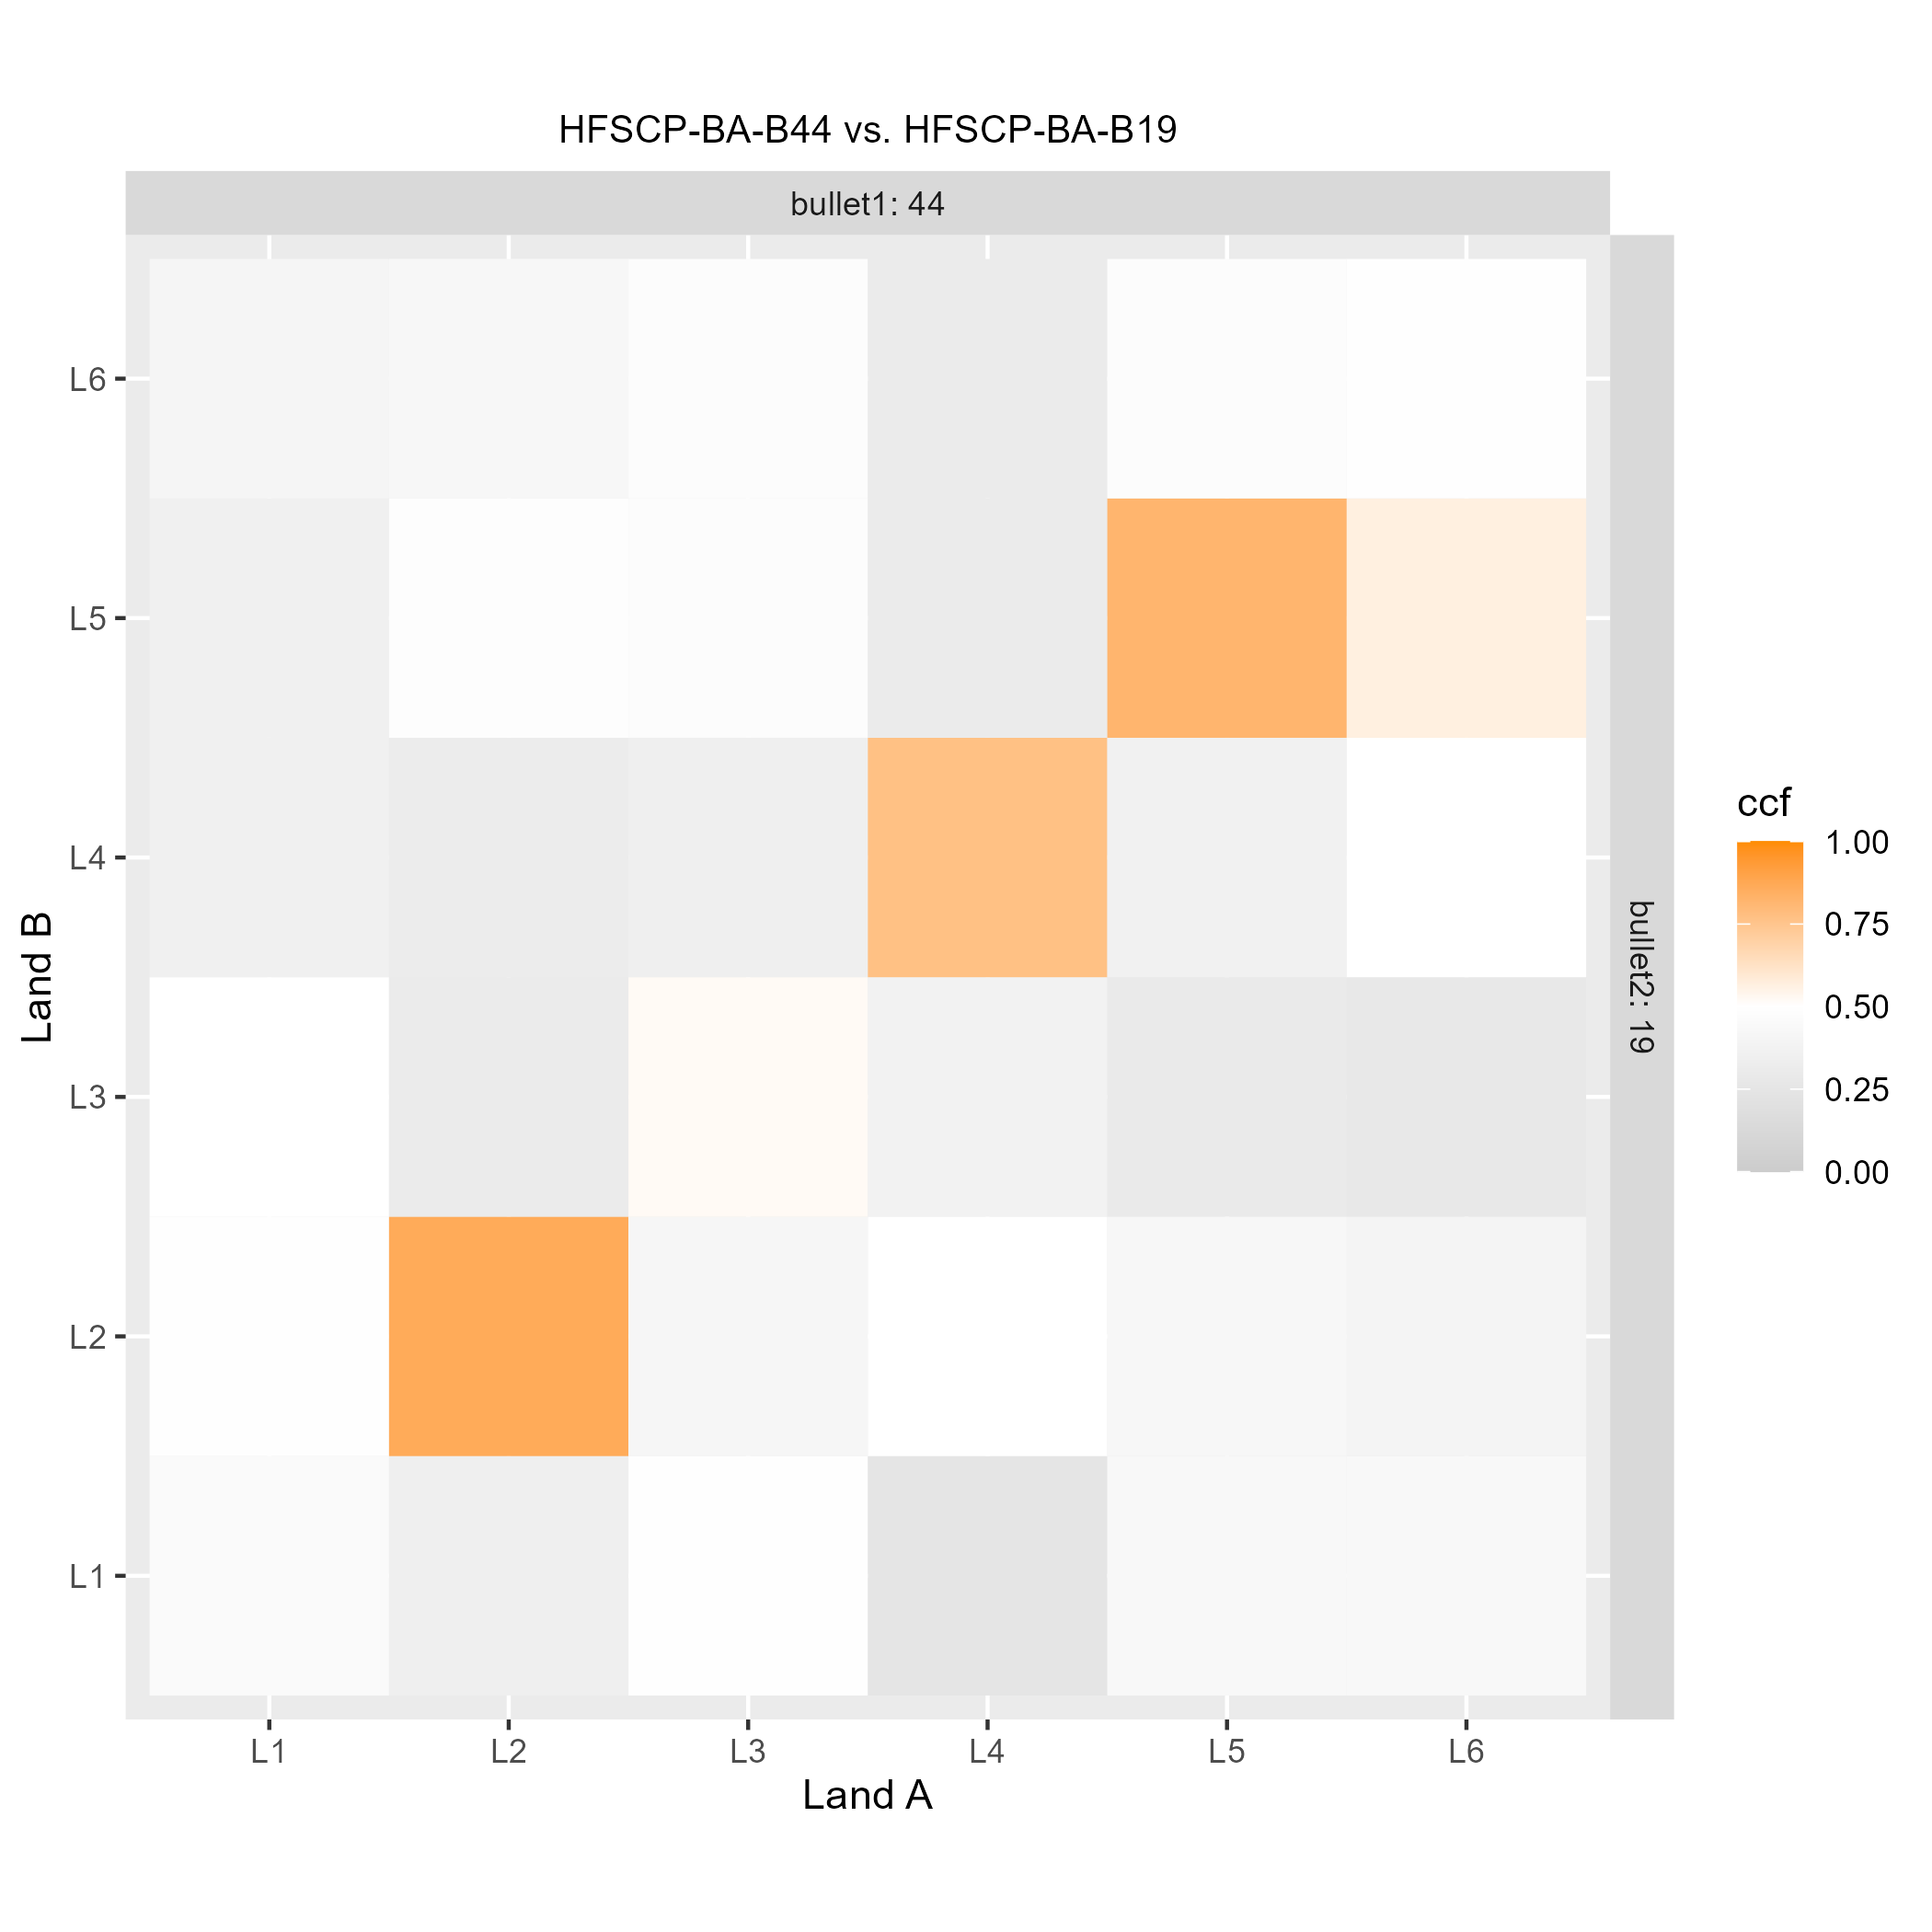 HFSCP-BA-B44 vs. HFSCP-BA-B19
bullet1: 44
bullet2: 19
Land B
L6
L5
L4
L3
L2
L1
L1 L2 L3 L4 L5 L6
Land A
ccf
1.00
0.75
0.50
0.25
0.00